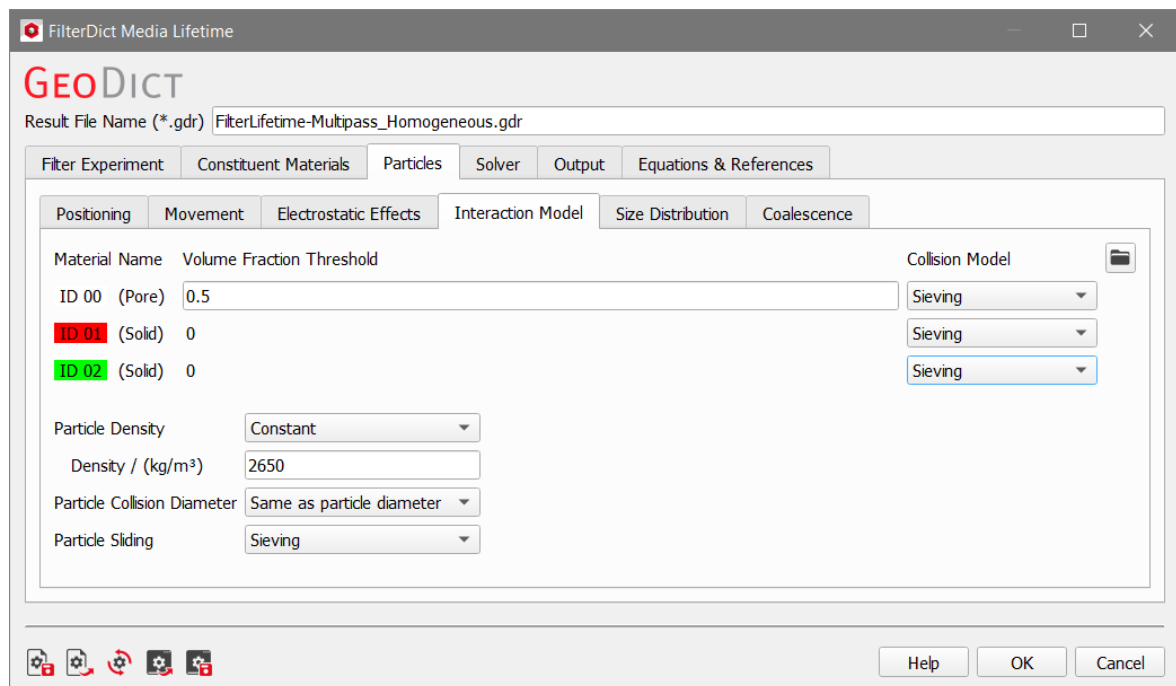 FilterDict Media Lifetime
GEODICT
Result File Name (*.gdr) FilterLifetime-Multipass_Homogeneous.gdr
Filter Experiment Constituent Materials Particles Solver Output Equations & References
Positioning Movement Electrostatic Effects Interaction Model Size Distribution Coalescence
Material Name Volume Fraction Threshold Collision Model
ID 00 (Pore) 0.5 Sieving
ID 01 (Solid) 0 Sieving
ID 02 (Solid) 0 Sieving
Particle Density Constant
Density / (kg/m³) 2650
Particle Collision Diameter Same as particle diameter
Particle Sliding Sieving
Help OK Cancel